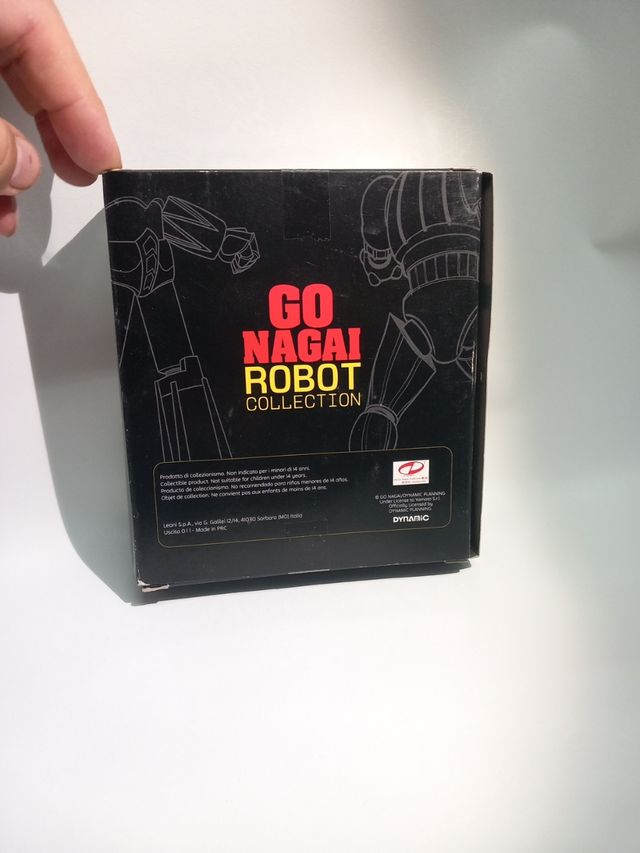 GO
NAGAI
ROBOT
COLLECTION
Prodotto di collezionismo. Non indicato per i minori di 14 anni.
Collectible product. Not suitable for children under 14 years.
Producto de coleccionismo. No recomendado para niños menores de 14 años.
Objet de collection. Ne convient pas aux enfants de moins de 14 ans.
Leoni S.p.A., via G. Galilei 12/14, 41030 Sorbara (MO) Italia
Uscita 011 - Made in PRC
© GO NAGAI/DYNAMIC PLANNING
Under License to Yamato S.r.l.
Officially Licensed by
DYNAMIC PLANNING
DYNAMIC